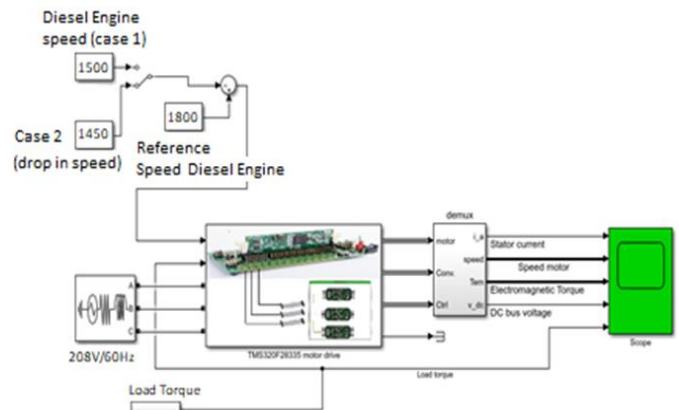 Diesel Engine
speed (case 1)
1500
1800
Case 2 1450
(drop in speed)
Reference
Speed Diesel Engine
demux
motor
Conv.
Ctrl
i_a
speed
Tem
v_dc
Stator current
Speed motor
Electromagnetic Torque
DC bus voltage
Scope
A
B
C
208V/60Hz
TMS320F28335 motor drive
Load torque
Load Torque